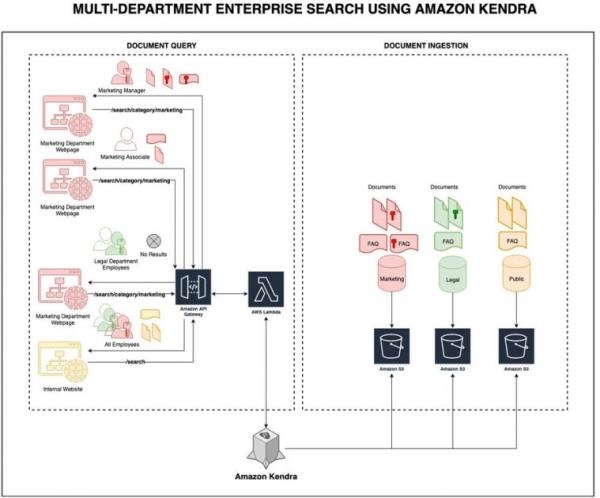 MULTI-DEPARTMENT ENTERPRISE SEARCH USING AMAZON KENDRA
DOCUMENT QUERY
DOCUMENT INGESTION
Marketing Manager
/search/category/marketing
Marketing Department
Webpage
Marketing Associate
/search/category/marketing
Marketing Department
Webpage
Legal Department
Employees
No Results
/search/category/marketing
Marketing Department
Webpage
Amazon API
Gateway
AWS Lambda
All Employees
/search
Internal Website
Documents
Documents
Documents
FAQ
FAQ
FAQ
FAQ
Marketing
Legal
Public
Amazon S3
Amazon S3
Amazon S3
Amazon Kendra